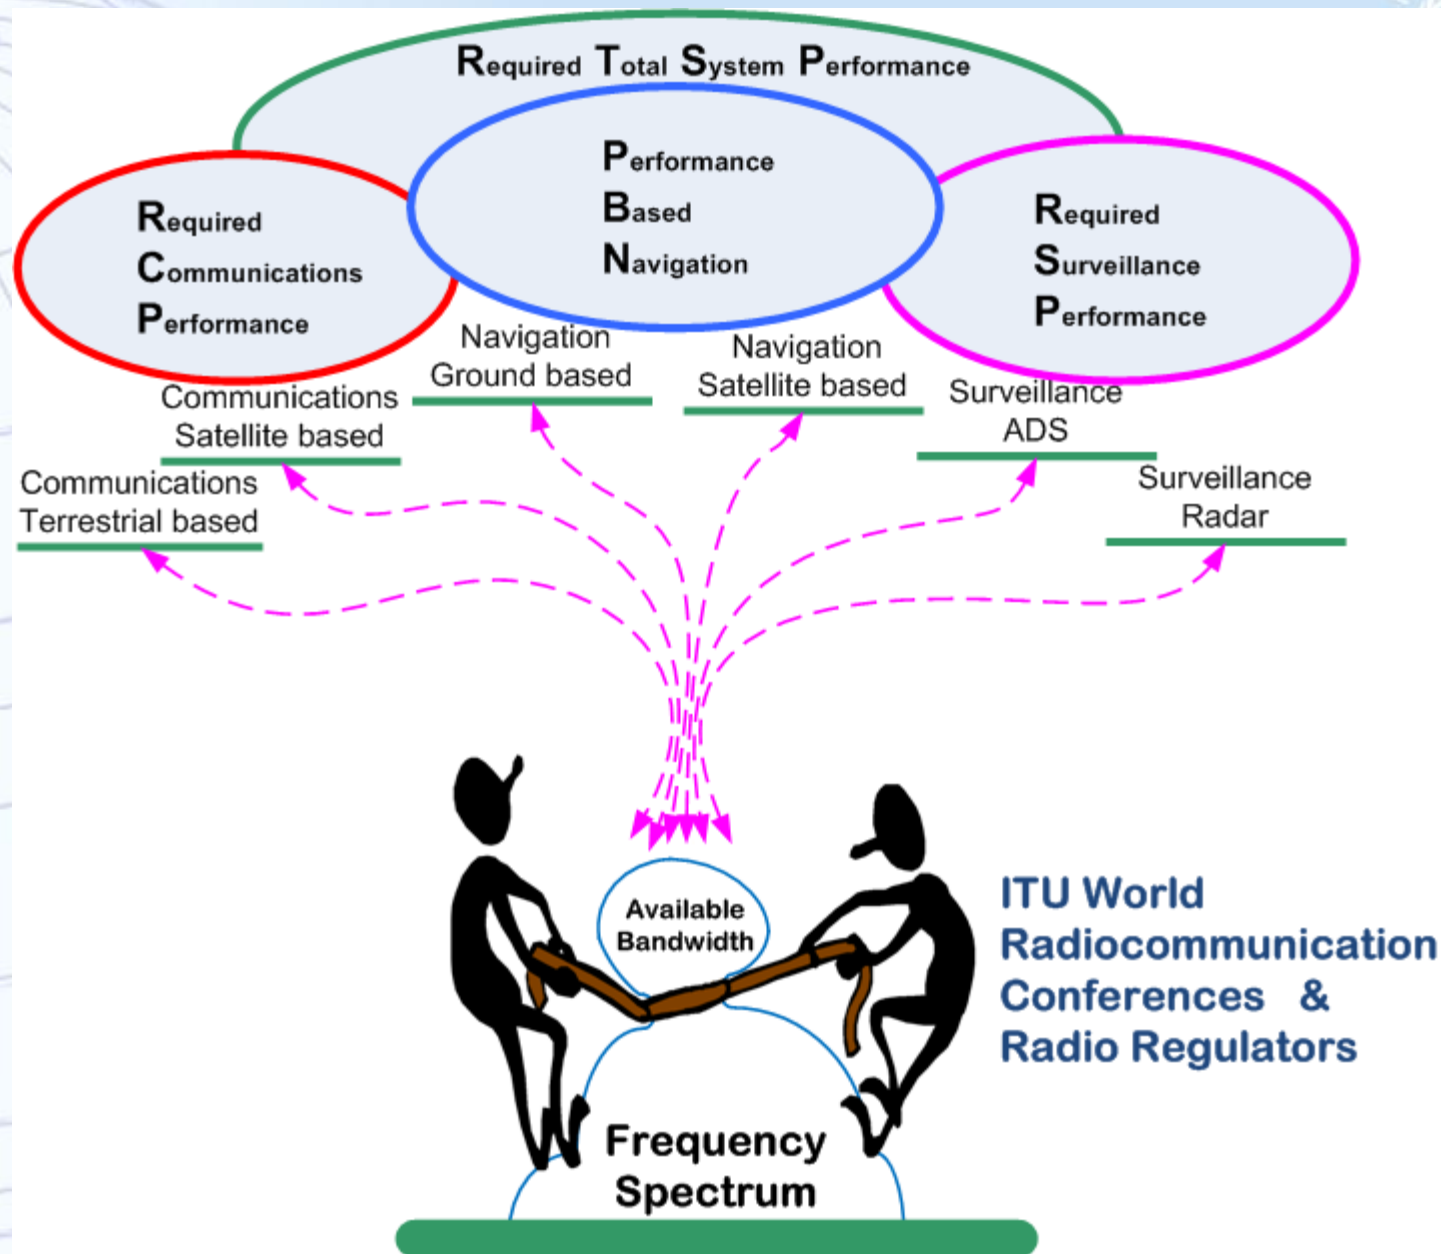 Required Total System Performance
Performance
Based
Navigation
Required
Communications
Performance
Required
Surveillance
Performance
Navigation
Ground based
Navigation
Satellite based
Communications
Satellite based
Surveillance
ADS
Communications
Terrestrial based
Surveillance
Radar
Available
Bandwidth
ITU World
Radiocommunication
Conferences &
Radio Regulators
Frequency
Spectrum